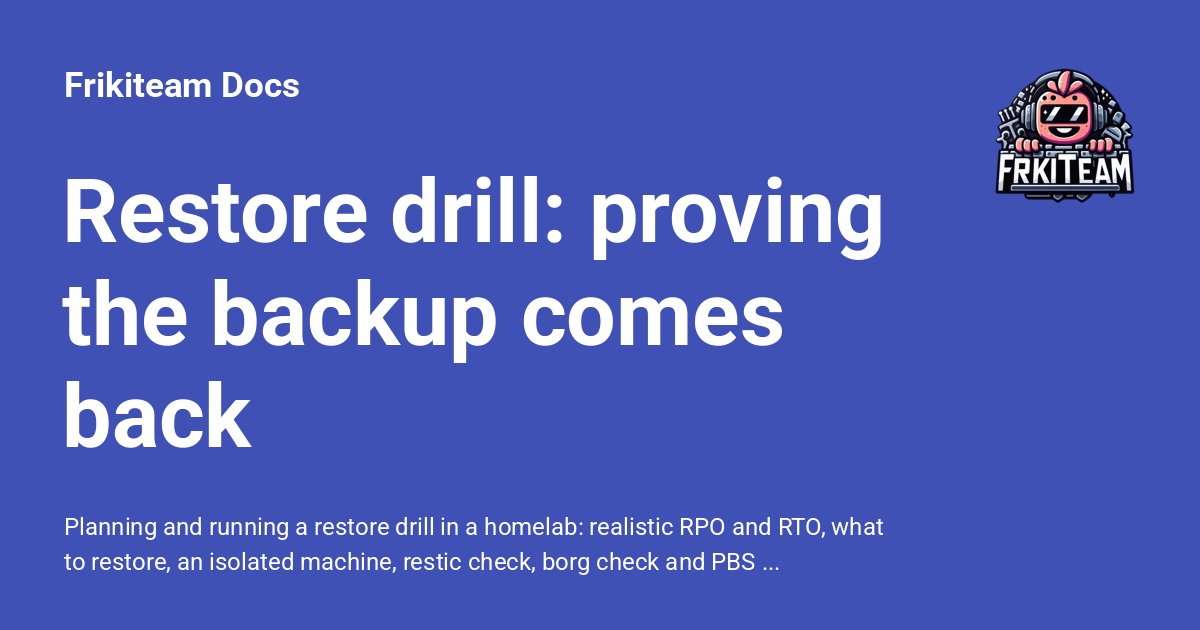 Frikiteam Docs
FRKITEAM
Restore drill: proving
the backup comes
back
Planning and running a restore drill in a homelab: realistic RPO and RTO, what
to restore, an isolated machine, restic check, borg check and PBS ...